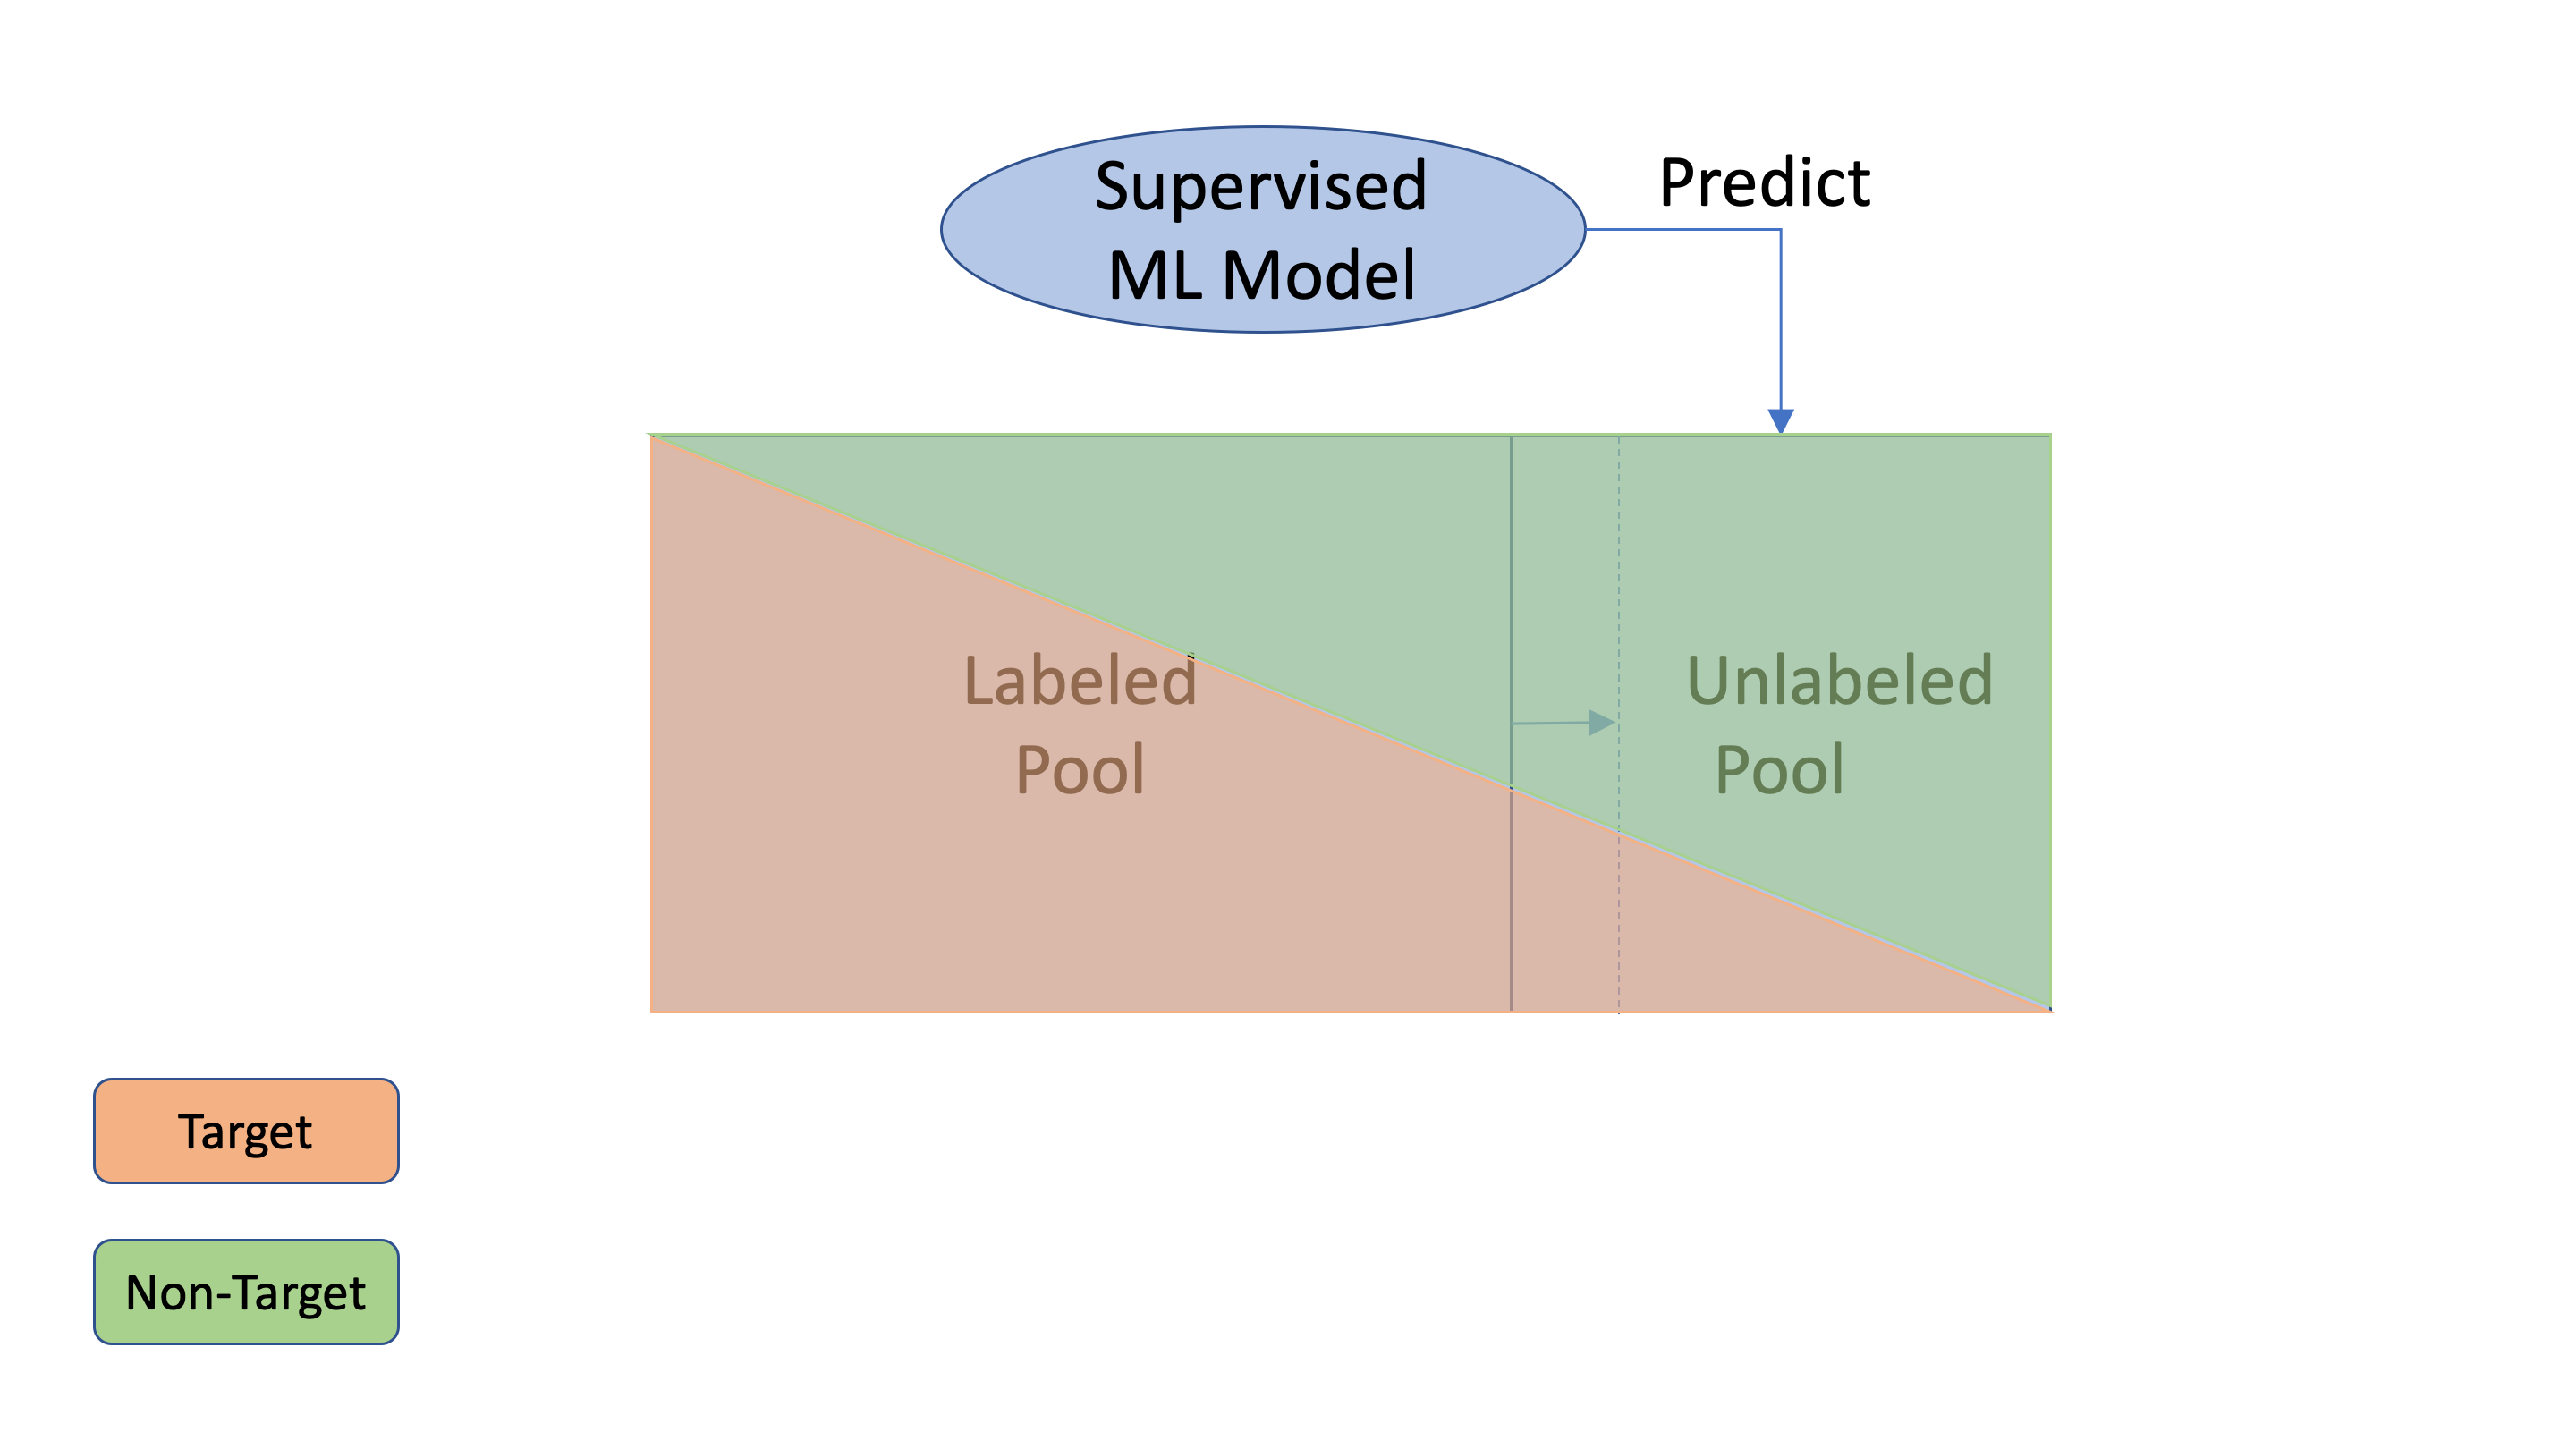 Supervised
ML Model
Predict
Labeled
Pool
Unlabeled
Pool
Target
Non-Target